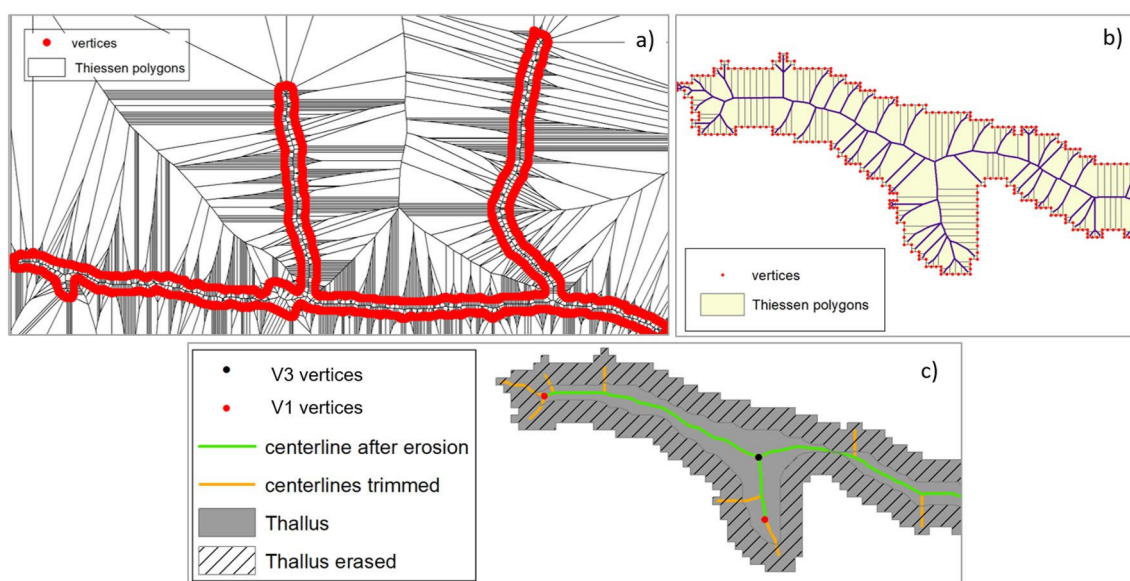 a)
vertices
Thiessen polygons
b)
vertices
Thiessen polygons
c)
V3 vertices
V1 vertices
centerline after erosion
centerlines trimmed
Thallus
Thallus erased